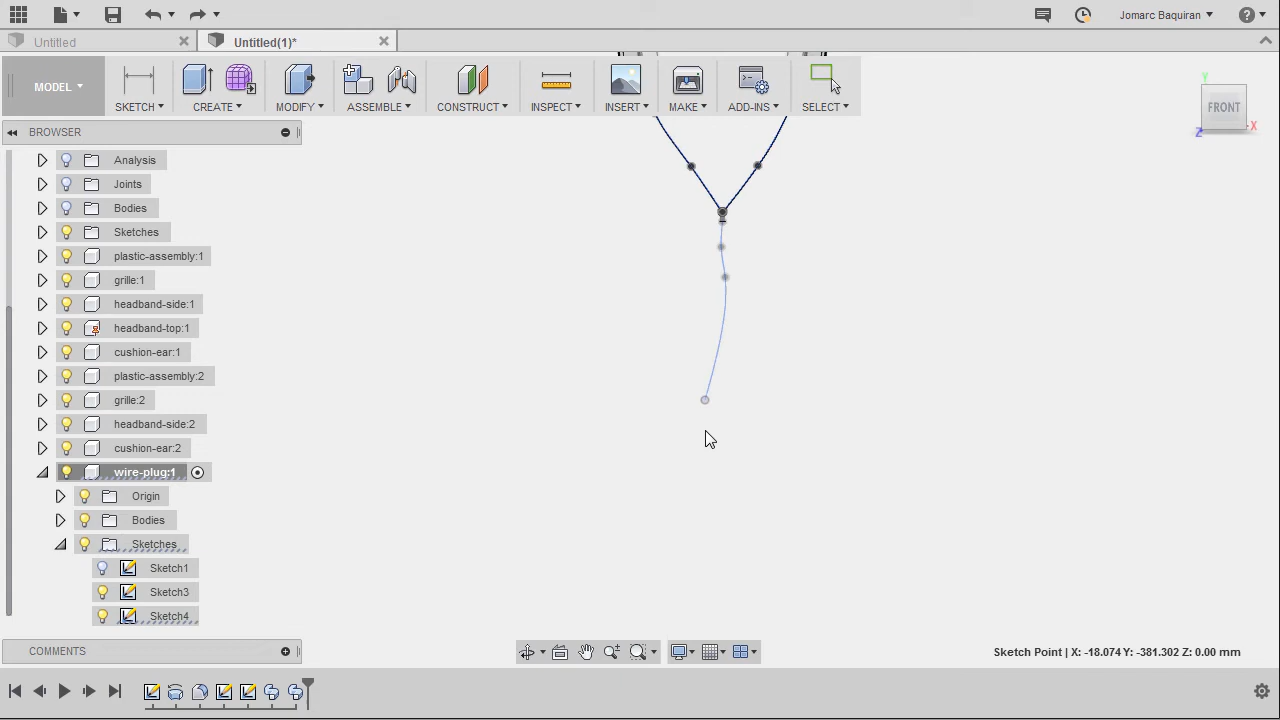 Jomarc Baquiran
Untitled
Untitled(1)*
MODEL
SKETCH
CREATE
MODIFY
ASSEMBLE
CONSTRUCT
INSPECT
INSERT
MAKE
ADD-INS
SELECT
Y
FRONT
Z
X
BROWSER
Analysis
Joints
Bodies
Sketches
plastic-assembly:1
grille:1
headband-side:1
headband-top:1
cushion-ear:1
plastic-assembly:2
grille:2
headband-side:2
cushion-ear:2
wire-plug:1
Origin
Bodies
Sketches
Sketch1
Sketch3
Sketch4
COMMENTS
Sketch Point | X: -18.074 Y: -381.302 Z: 0.00 mm